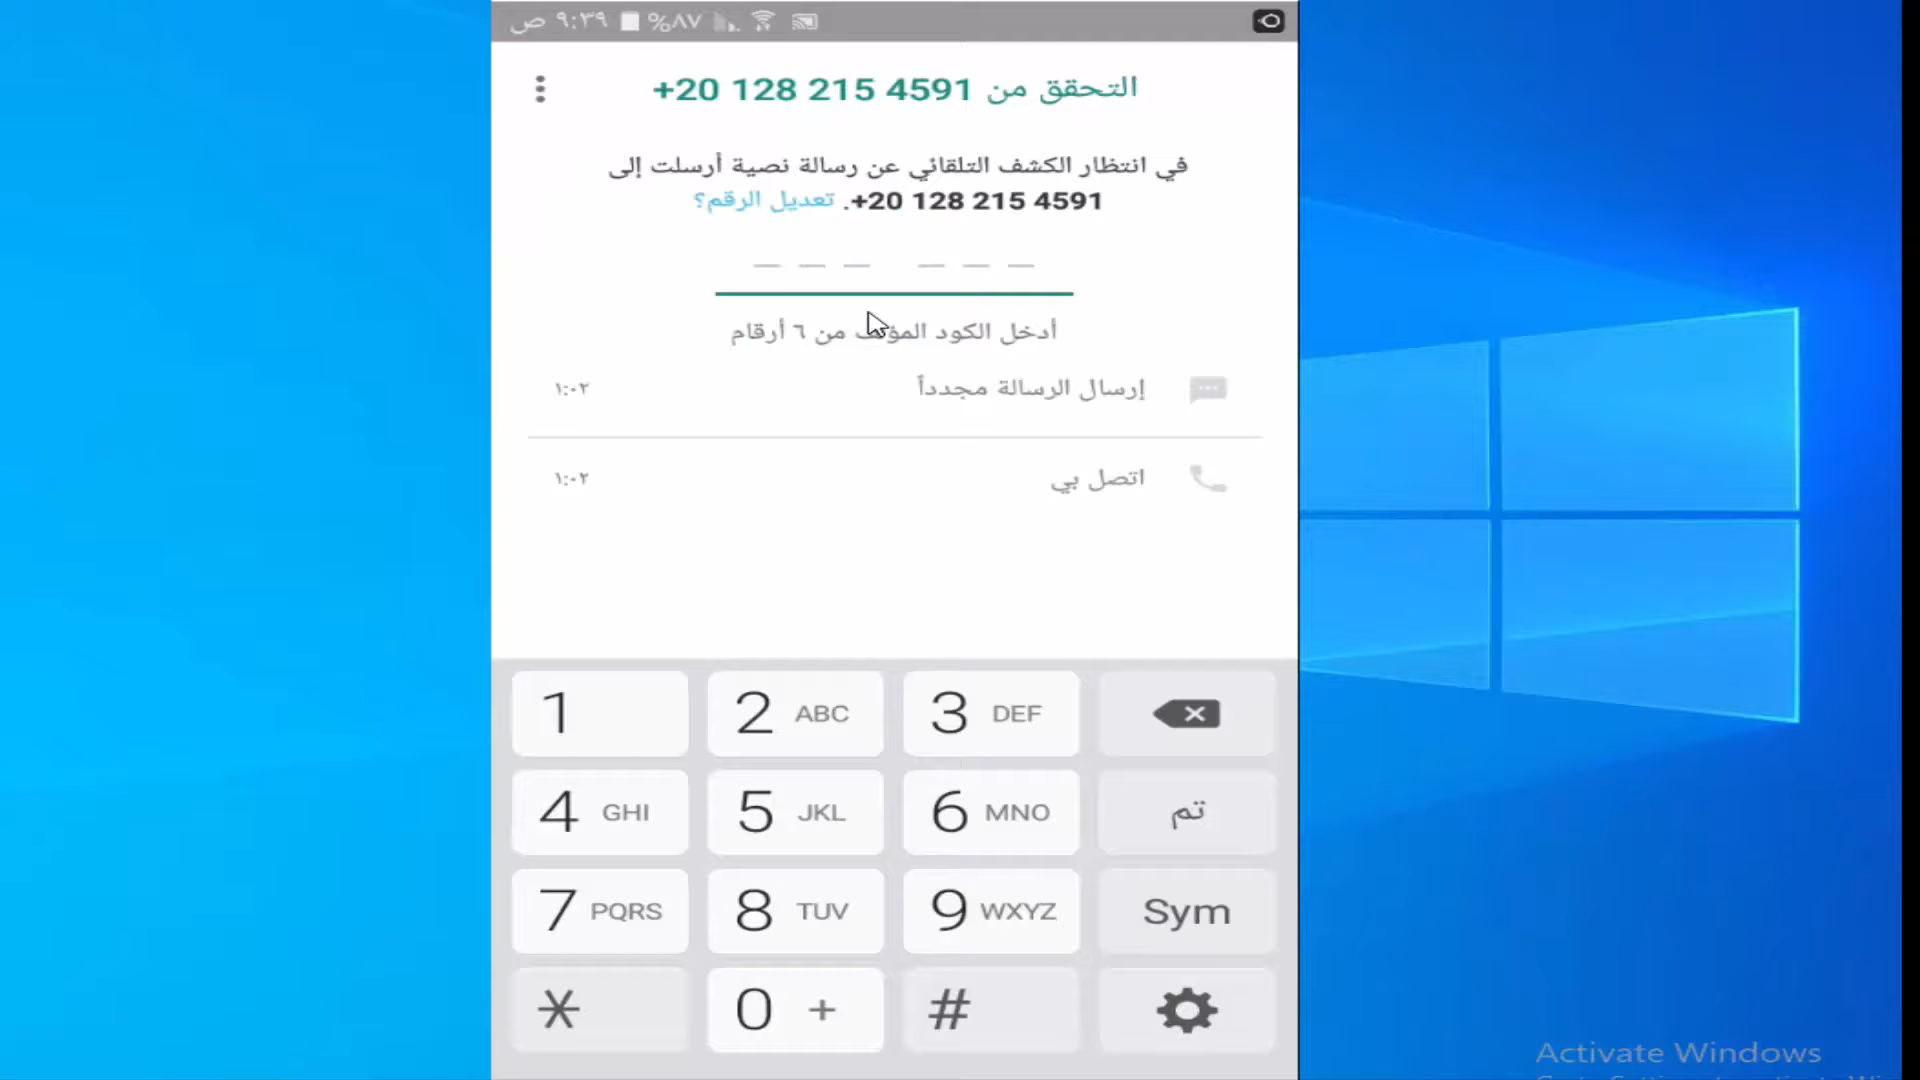 ٩:٣٩ ص %٨٧
التحقق من +20 128 215 4591
في انتظار الكشف التلقائي عن رسالة نصية أرسلت إلى
+20 128 215 4591. تعديل الرقم؟
أدخل الكود المؤلف من ٦ أرقام
إرسال الرسالة مجدداً ١:٠٢
اتصل بي ١:٠٢
1 2 ABC 3 DEF
4 GHI 5 JKL 6 MNO تم
7 PQRS 8 TUV 9 WXYZ Sym
* 0 + #
Activate Windows